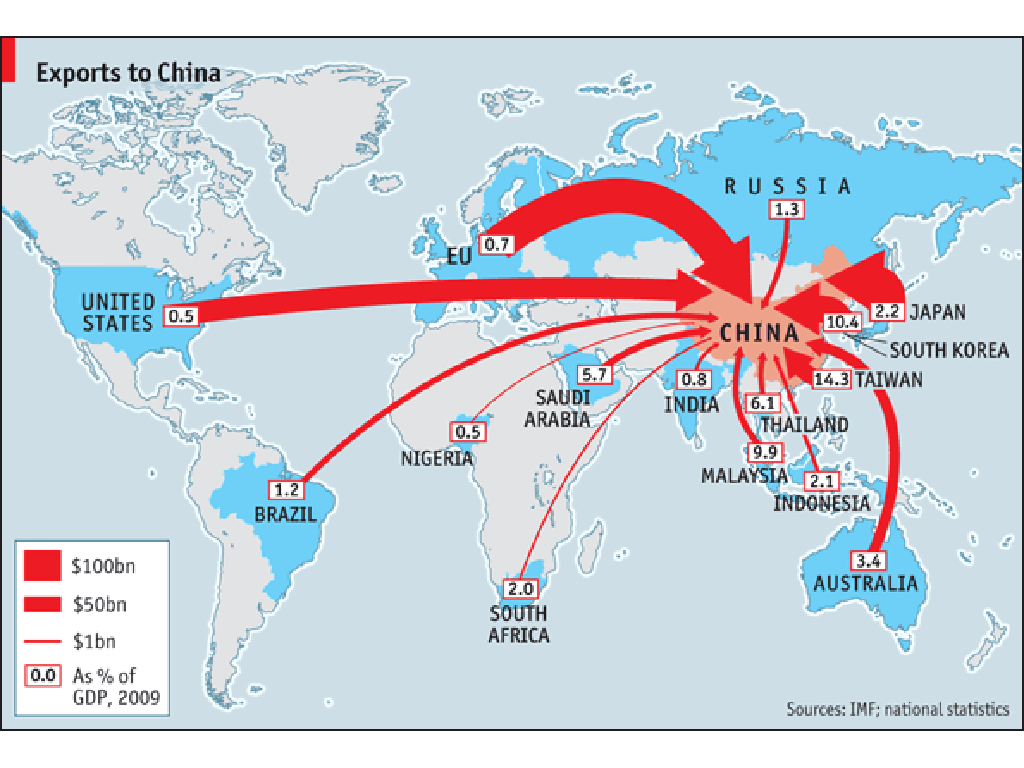 Exports to China
RUSSIA
1.3
EU
0.7
UNITED
STATES
0.5
2.2
JAPAN
10.4
CHINA
SOUTH KOREA
5.7
SAUDI
ARABIA
0.8
INDIA
14.3
TAIWAN
6.1
THAILAND
0.5
NIGERIA
9.9
MALAYSIA
2.1
INDONESIA
1.2
BRAZIL
3.4
AUSTRALIA
2.0
SOUTH
AFRICA
$100bn
$50bn
$1bn
0.0
As % of
GDP, 2009
Sources: IMF; national statistics